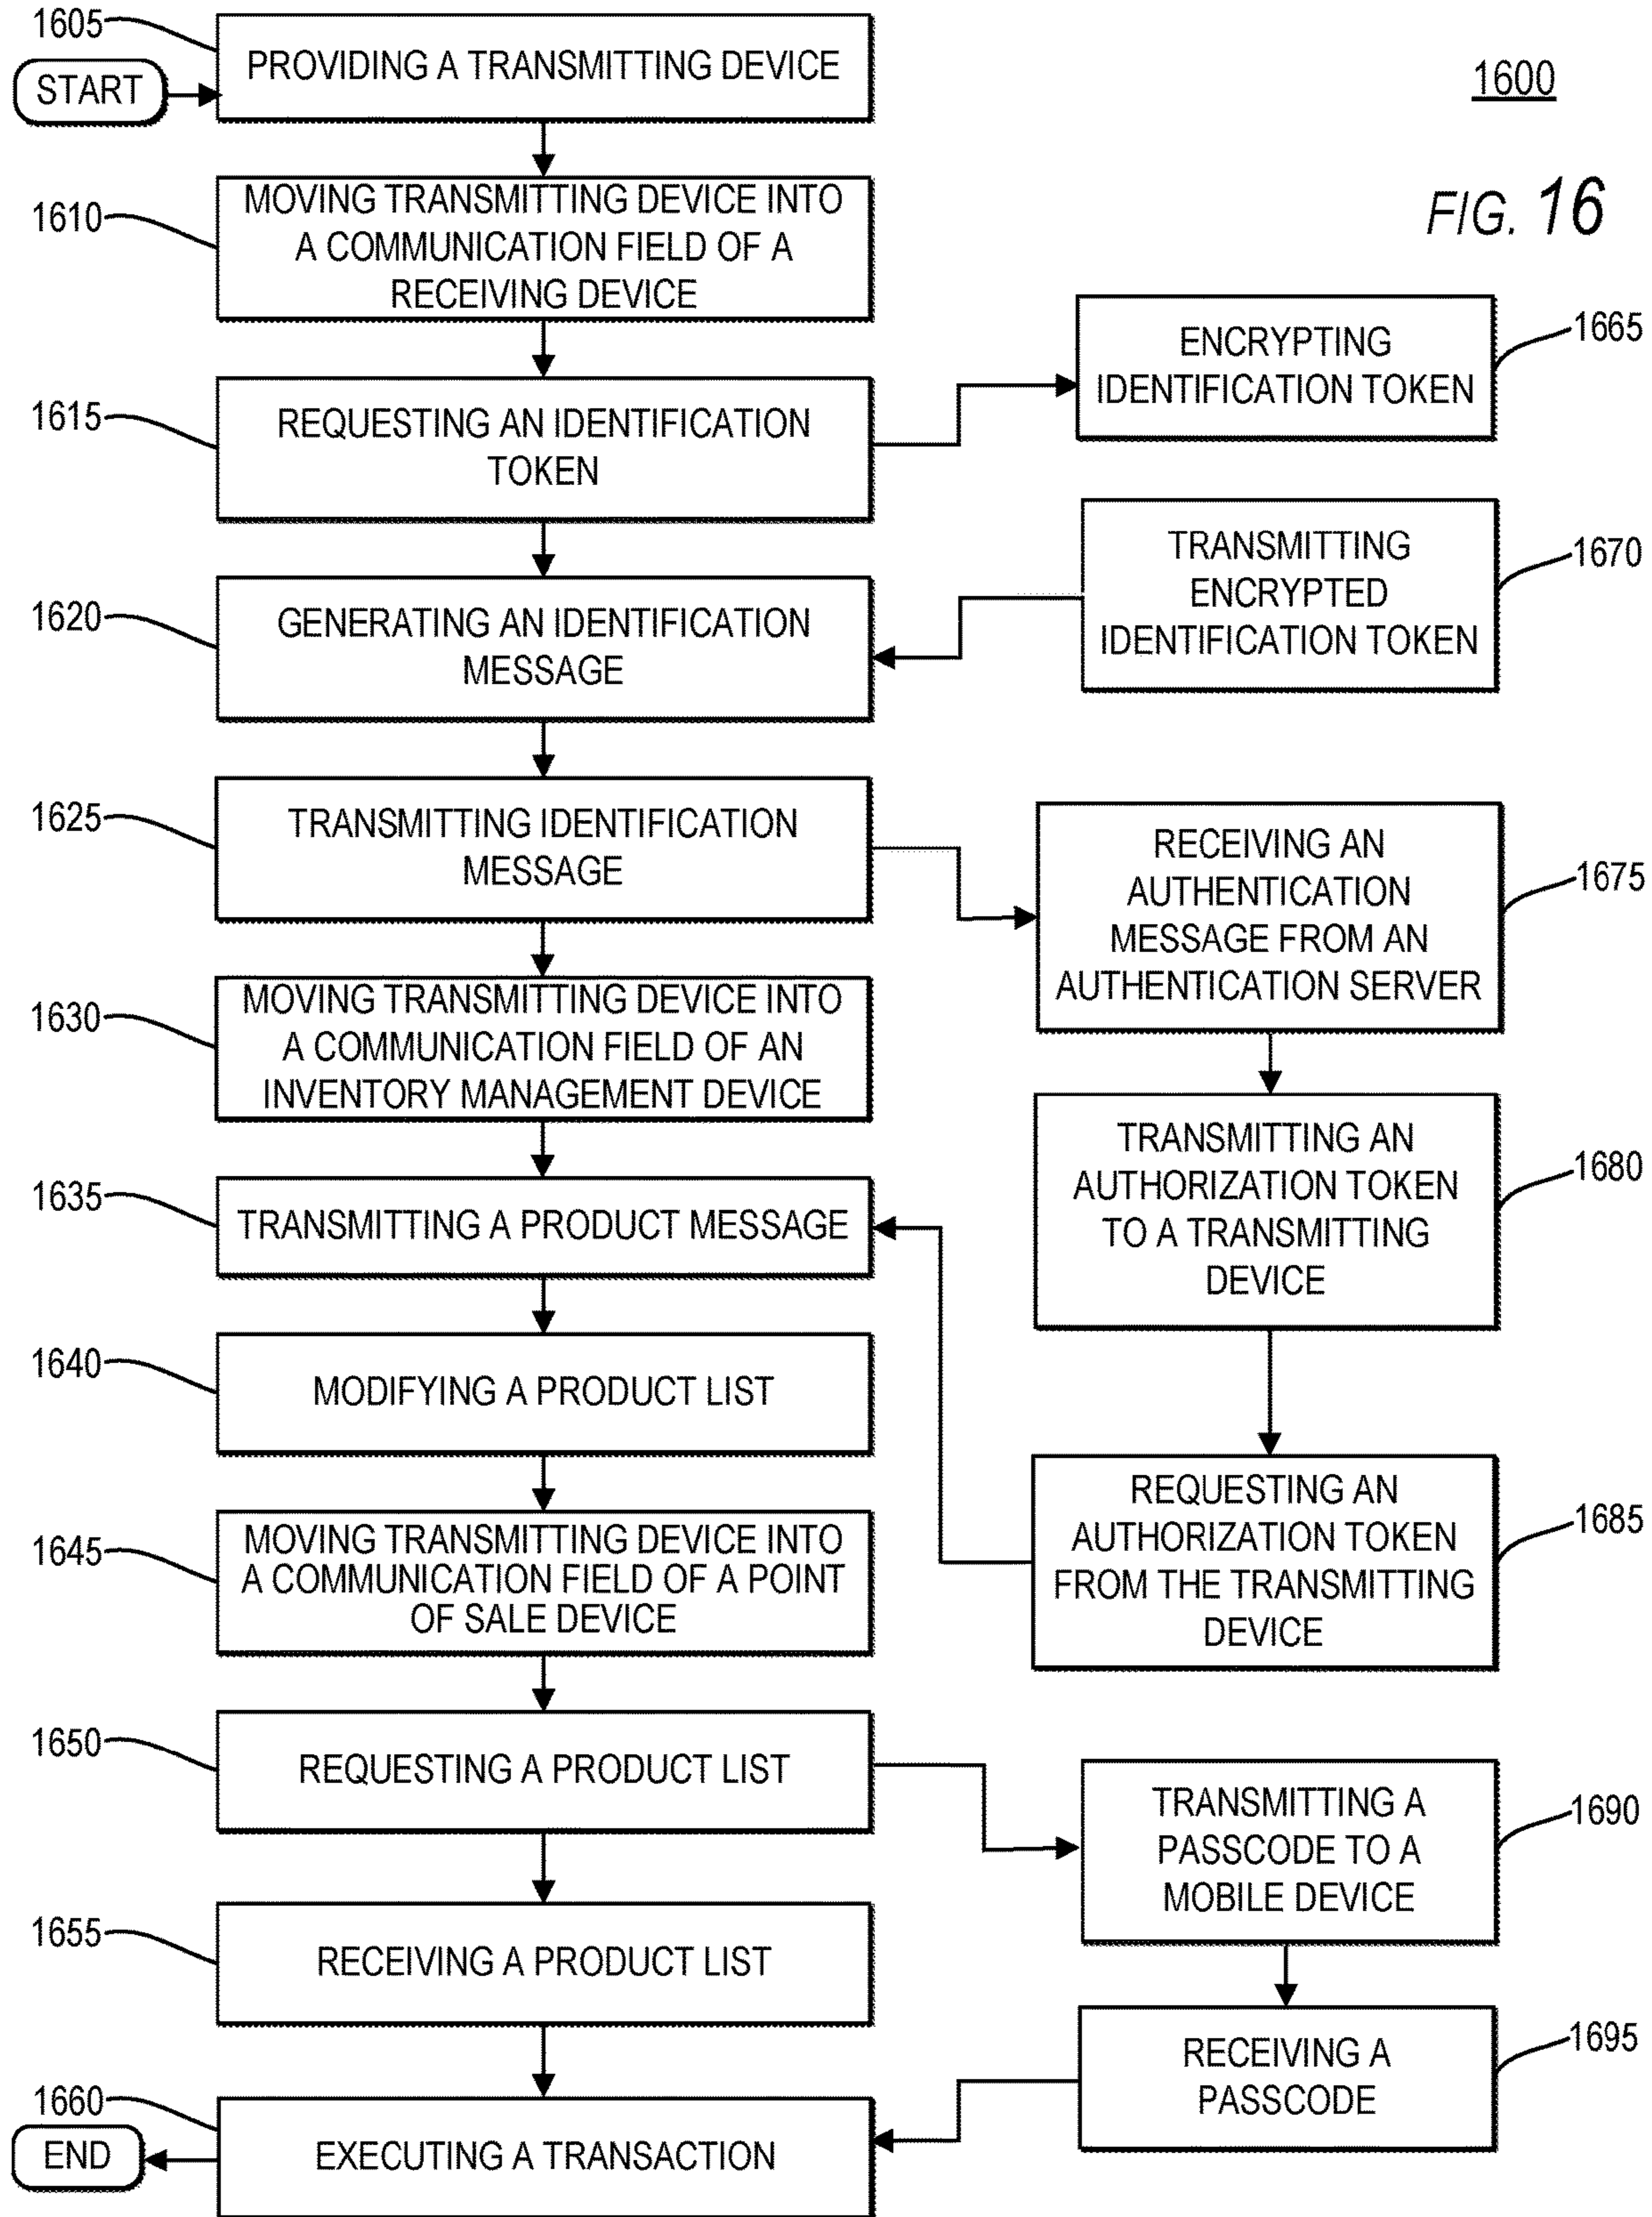 1605
PROVIDING A TRANSMITTING DEVICE
START
1600
FIG. 16
1610
MOVING TRANSMITTING DEVICE INTO
A COMMUNICATION FIELD OF A
RECEIVING DEVICE
1615
REQUESTING AN IDENTIFICATION
TOKEN
ENCRYPTING
IDENTIFICATION TOKEN
1665
1620
GENERATING AN IDENTIFICATION
MESSAGE
TRANSMITTING
ENCRYPTED
IDENTIFICATION TOKEN
1670
1625
TRANSMITTING IDENTIFICATION
MESSAGE
RECEIVING AN
AUTHENTICATION
MESSAGE FROM AN
AUTHENTICATION SERVER
1675
1630
MOVING TRANSMITTING DEVICE INTO
A COMMUNICATION FIELD OF AN
INVENTORY MANAGEMENT DEVICE
TRANSMITTING AN
AUTHORIZATION TOKEN
TO A TRANSMITTING
DEVICE
1680
1635
TRANSMITTING A PRODUCT MESSAGE
1640
MODIFYING A PRODUCT LIST
REQUESTING AN
AUTHORIZATION TOKEN
FROM THE TRANSMITTING
DEVICE
1685
1645
MOVING TRANSMITTING DEVICE INTO
A COMMUNICATION FIELD OF A POINT
OF SALE DEVICE
1650
REQUESTING A PRODUCT LIST
TRANSMITTING A
PASSCODE TO A
MOBILE DEVICE
1690
1655
RECEIVING A PRODUCT LIST
RECEIVING A
PASSCODE
1695
1660
EXECUTING A TRANSACTION
END